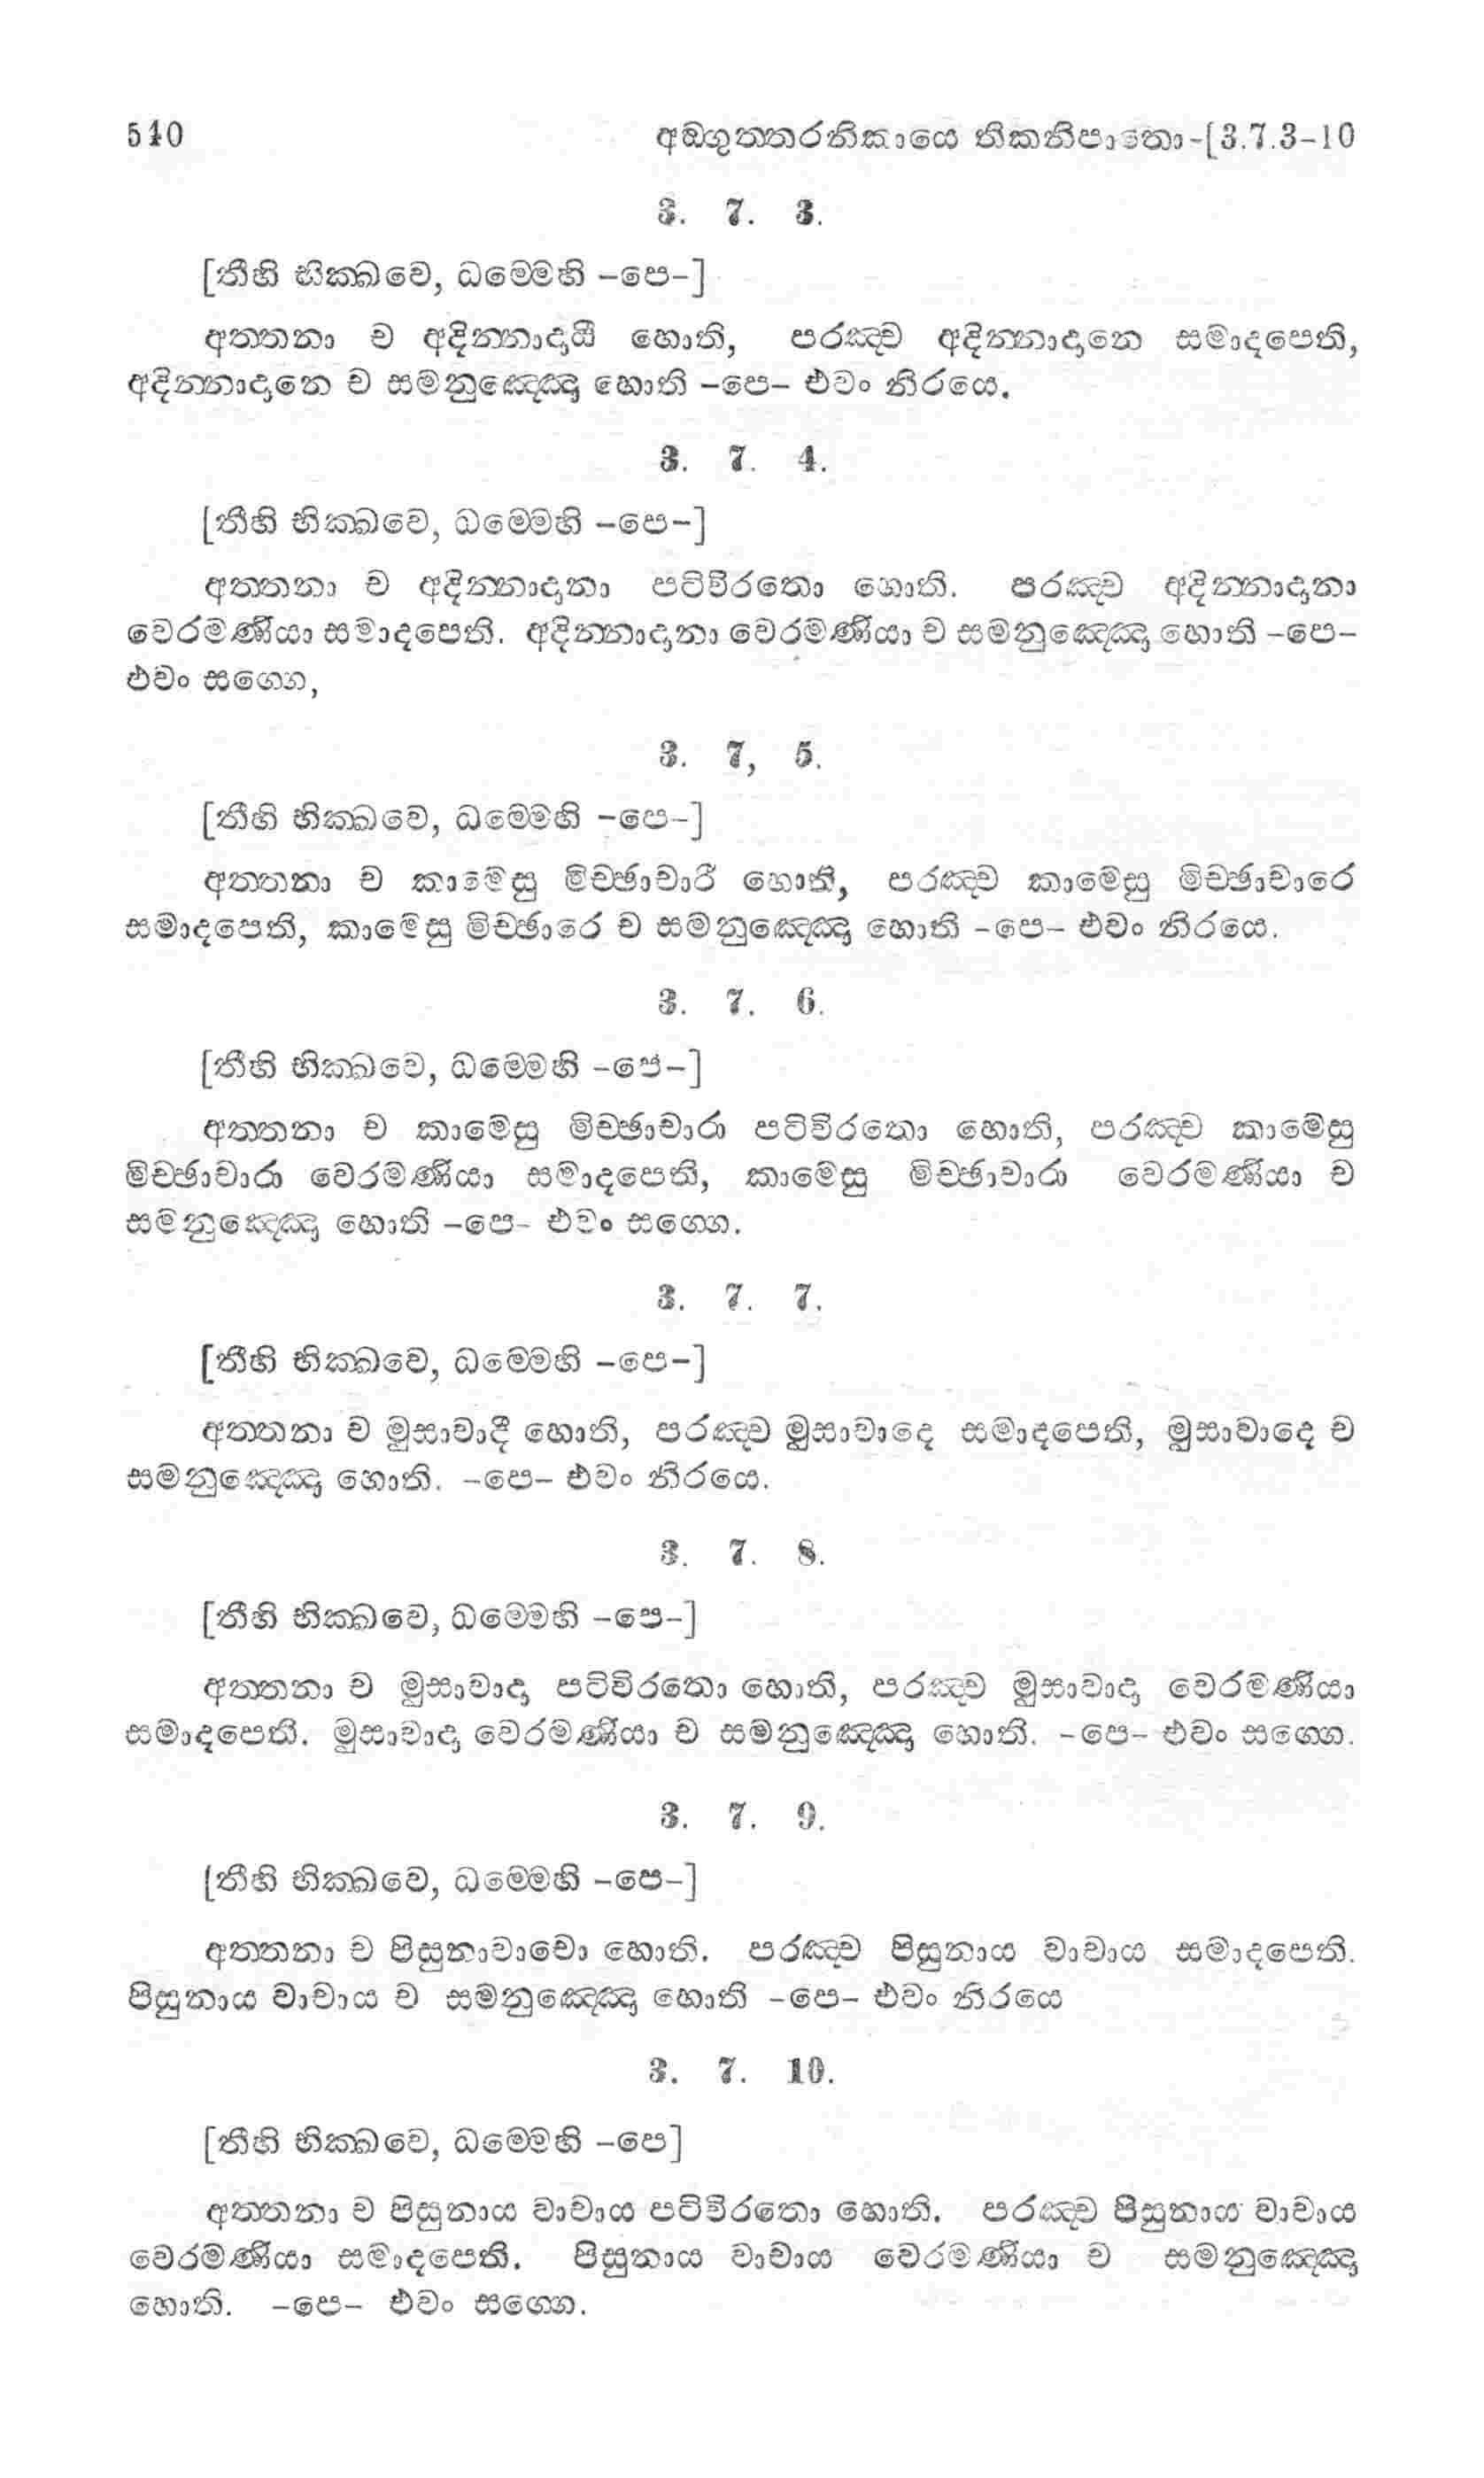 540 අඞ්ගුත්තරනිකායෙ තිකනිපාතො-[3.7.3-10
3. 7. 3.
[තීහි භික්ඛවෙ, ධම්මෙහි -පෙ-]
අත්තනා ච අදින්නාදායී හොති, පරඤ්ච අදින්නාදානෙ සමාදපෙති,
අදින්නාදානෙ ච සමනුඤ්ඤො හොති -පෙ- එවං නිරයෙ.
3. 7. 4.
[තීහි භික්ඛවෙ, ධම්මෙහි -පෙ-]
අත්තනා ච අදින්නාදානා පටිවිරතො හොති. පරඤ්ච අදින්නාදානා
වෙරමණියා සමාදපෙති. අදින්නාදානා වෙරමණියා ච සමනුඤ්ඤො හොති -පෙ-
එවං සග්ගෙ,
3. 7, 5.
[තීහි භික්ඛවෙ, ධම්මෙහි -පෙ-]
අත්තනා ච කාමෙසු මිච්ඡාචාරී හොති, පරඤ්ච කාමෙසු මිච්ඡාචාරෙ
සමාදපෙති, කාමෙසු මිච්ඡාරෙ ච සමනුඤ්ඤො හොති -පෙ- එවං නිරයෙ.
3. 7. 6.
[තීහි භික්ඛවෙ, ධම්මෙහි -පෙ-]
අත්තනා ච කාමෙසු මිච්ඡාචාරා පටිවිරතො හොති, පරඤ්ච කාමෙසු
මිච්ඡාචාරා වෙරමණියා සමාදපෙති, කාමෙසු මිච්ඡාචාරා වෙරමණියා ච
සමනුඤ්ඤො හොති -පෙ- එවං සග්ගෙ.
3. 7. 7.
[තීහි භික්ඛවෙ, ධම්මෙහි -පෙ-]
අත්තනා ච මුසාවාදී හොති, පරඤ්ච මුසාවාදෙ සමාදපෙති, මුසාවාදෙ ච
සමනුඤ්ඤො හොති. -පෙ- එවං නිරයෙ.
3. 7. 8.
[තීහි භික්ඛවෙ, ධම්මෙහි -පෙ-]
අත්තනා ච මුසාවාදා පටිවිරතො හොති, පරඤ්ච මුසාවාදා වෙරමණියා
සමාදපෙති. මුසාවාදා වෙරමණියා ච සමනුඤ්ඤො හොති. -පෙ- එවං සග්ගෙ.
3. 7. 9.
[තීහි භික්ඛවෙ, ධම්මෙහි -පෙ-]
අත්තනා ච පිසුනාවාචො හොති. පරඤ්ච පිසුනාය වාචාය සමාදපෙති.
පිසුනාය වාචාය ච සමනුඤ්ඤො හොති -පෙ- එවං නිරයෙ
3. 7. 10.
[තීහි භික්ඛවෙ, ධම්මෙහි -පෙ]
අත්තනා ච පිසුනාය වාචාය පටිවිරතො හොති. පරඤ්ච පිසුනාය වාචාය
වෙරමණියා සමාදපෙති. පිසුනාය වාචාය වෙරමණියා ච සමනුඤ්ඤො
හොති. -පෙ- එවං සග්ගෙ.